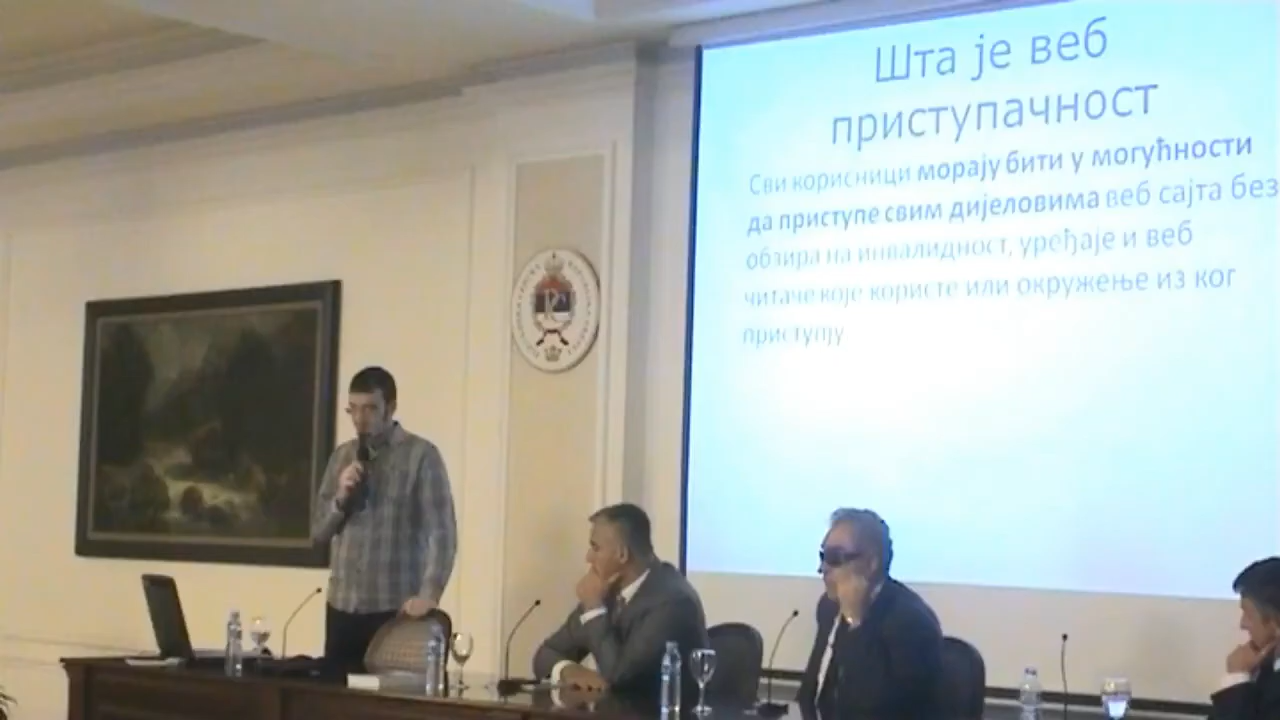 Шта је веб
приступачност
Сви корисници морају бити у могућности
да приступе свим дијеловима веб сајта без
обзира на инвалидност, уређаје и веб
читаче које користе или окружење из ког
приступју